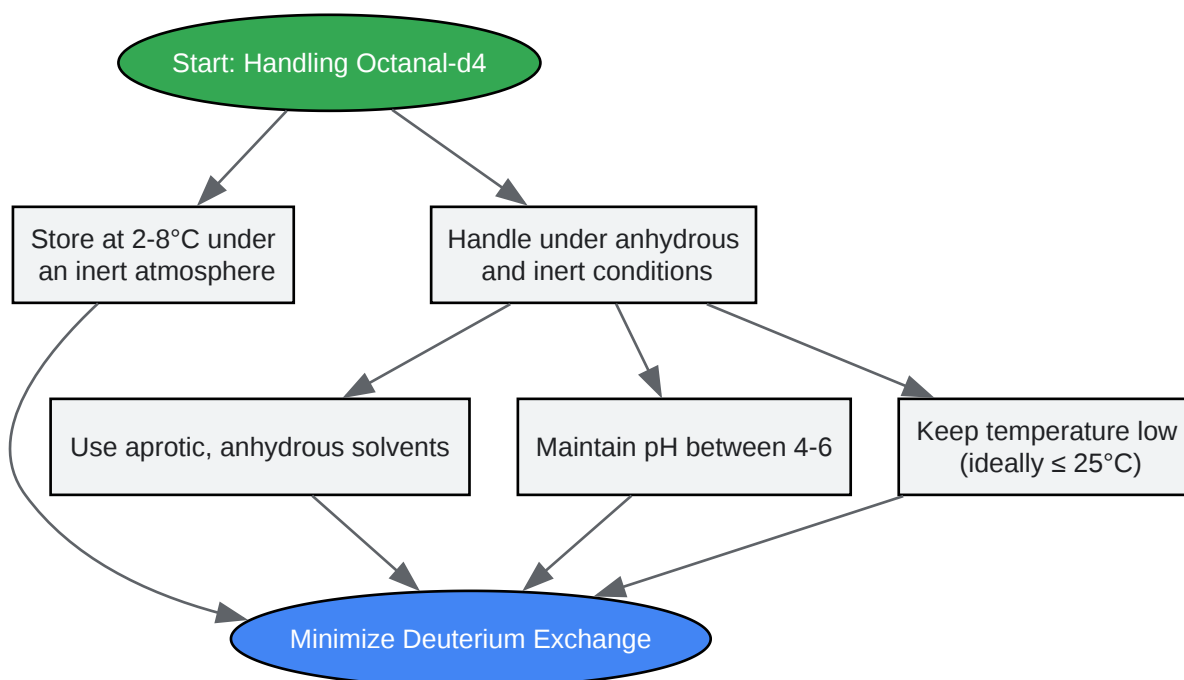 Start: Handling Octanal-d4
Store at 2-8°C under
an inert atmosphere
Handle under anhydrous
and inert conditions
Use aprotic, anhydrous solvents
Maintain pH between 4-6
Keep temperature low
(ideally ≤ 25°C)
Minimize Deuterium Exchange